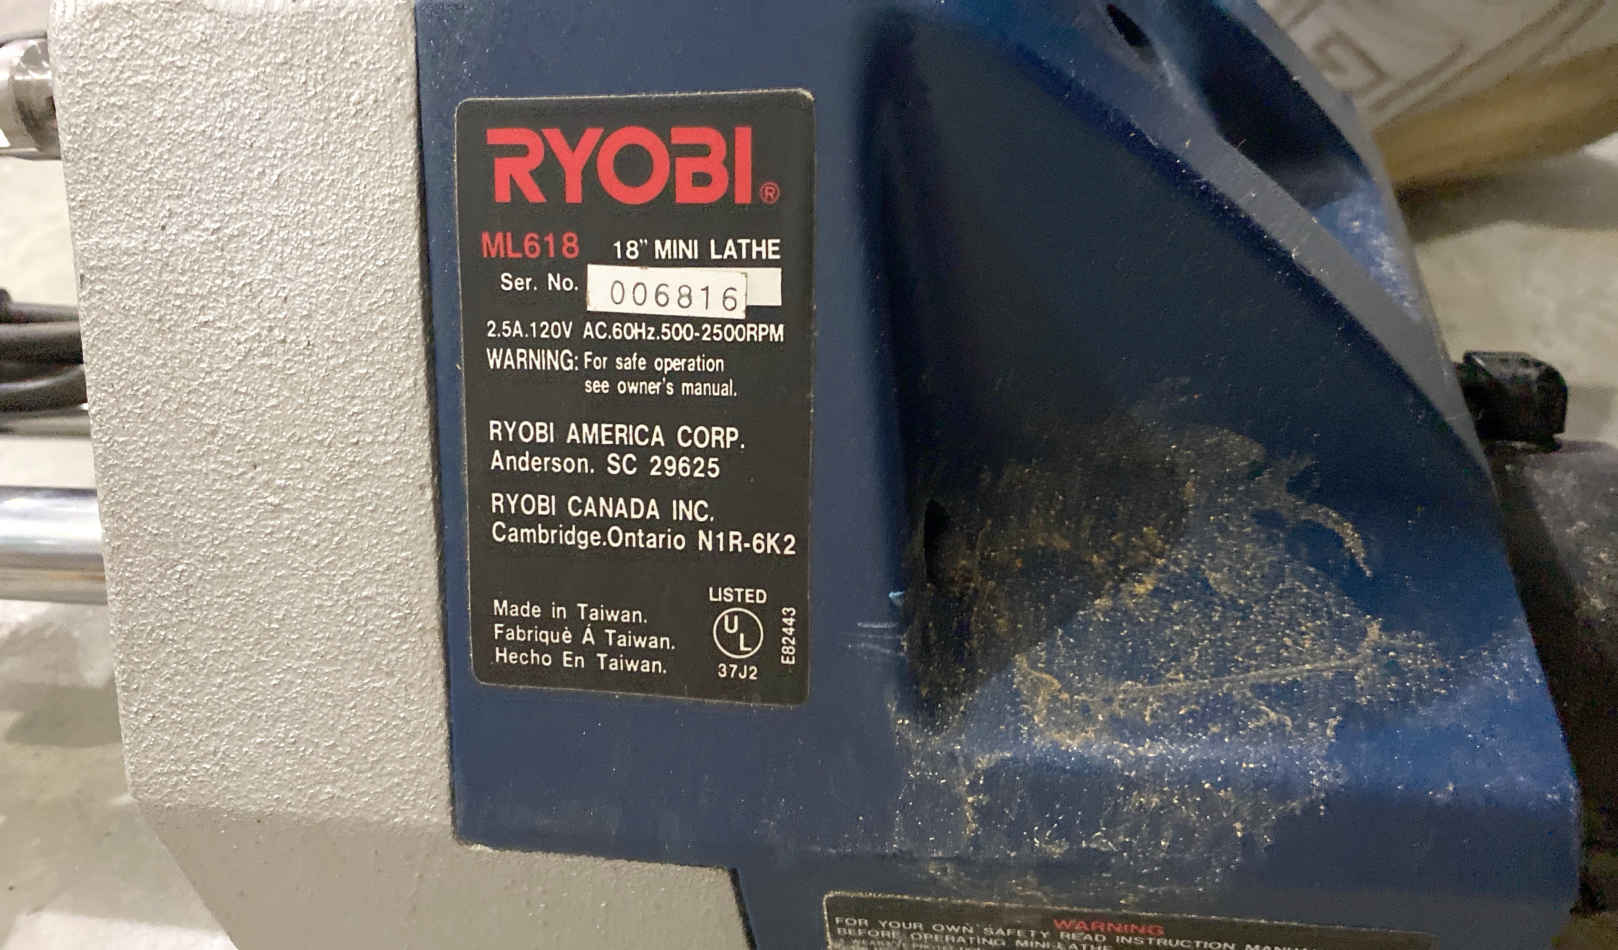 RYOBI®
ML618 18" MINI LATHE
Ser. No. 006816
2.5A.120V AC.60Hz.500-2500RPM
WARNING: For safe operation
see owner's manual.
RYOBI AMERICA CORP.
Anderson. SC 29625
RYOBI CANADA INC.
Cambridge.Ontario N1R-6K2
Made in Taiwan.
Fabriquè Á Taiwan.
Hecho En Taiwan.
LISTED
UL
37J2
E82443
WARNING
FOR YOUR OWN SAFETY READ INSTRUCTION
BEFORE OPERATING MINI-LATHE